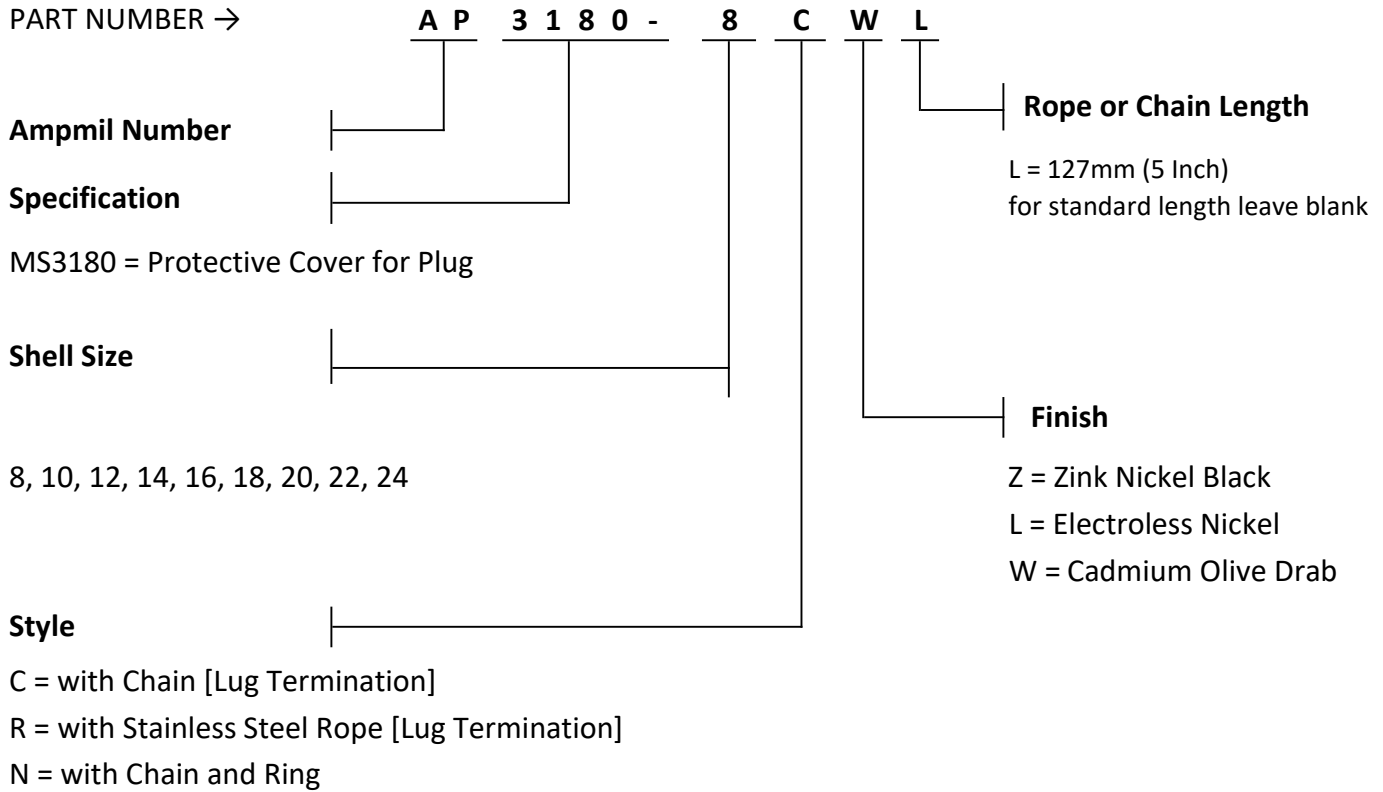 PART NUMBER → A P 3 1 8 0 - 8 C W L
Ampmil Number
Specification
MS3180 = Protective Cover for Plug
Shell Size
8, 10, 12, 14, 16, 18, 20, 22, 24
Style
C = with Chain [Lug Termination]
R = with Stainless Steel Rope [Lug Termination]
N = with Chain and Ring
Rope or Chain Length
L = 127mm (5 Inch)
for standard length leave blank
Finish
Z = Zink Nickel Black
L = Electroless Nickel
W = Cadmium Olive Drab